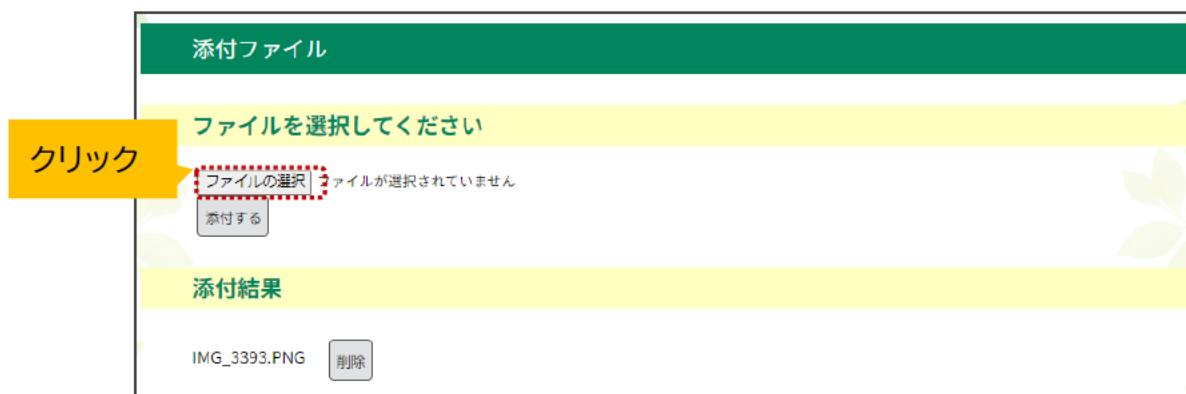 添付ファイル
ファイルを選択してください
クリック
ファイルの選択 ファイルが選択されていません
添付する
添付結果
IMG_3393.PNG 削除